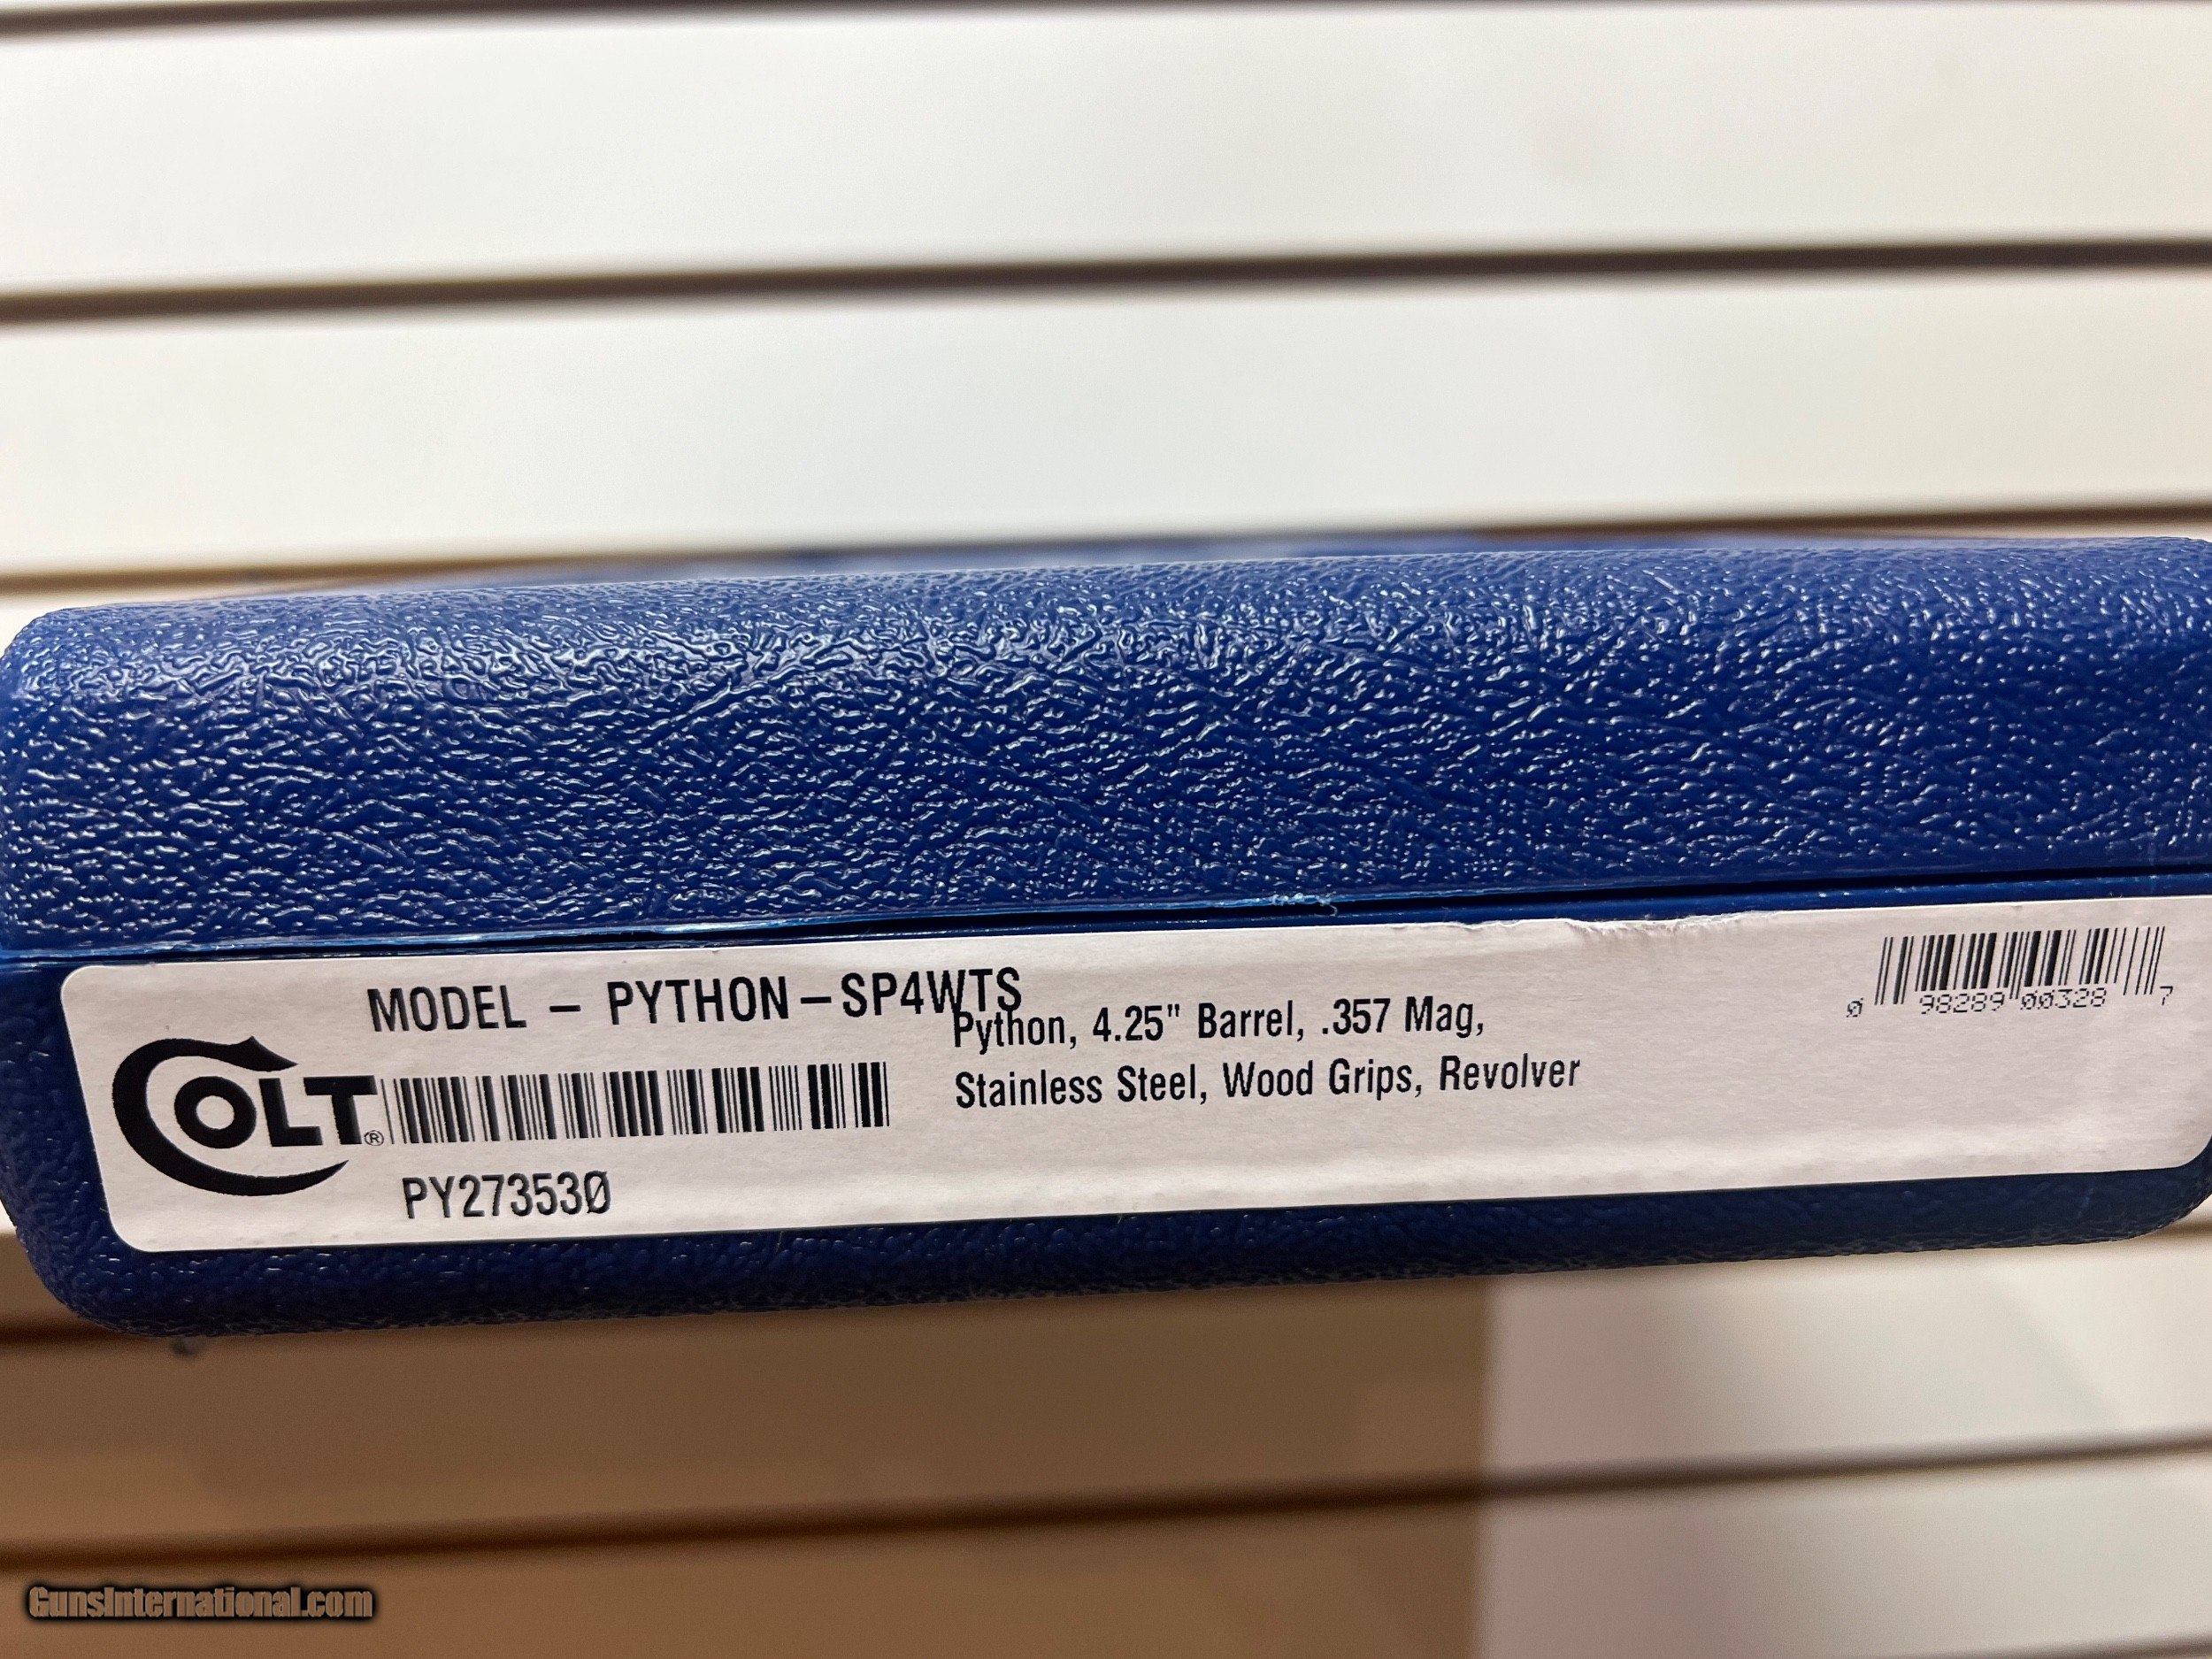 MODEL – PYTHON–SP4WTS
Python, 4.25" Barrel, .357 Mag,
Stainless Steel, Wood Grips, Revolver
COLT®
PY273530
0 98289 00328 7
GunsInternational.com